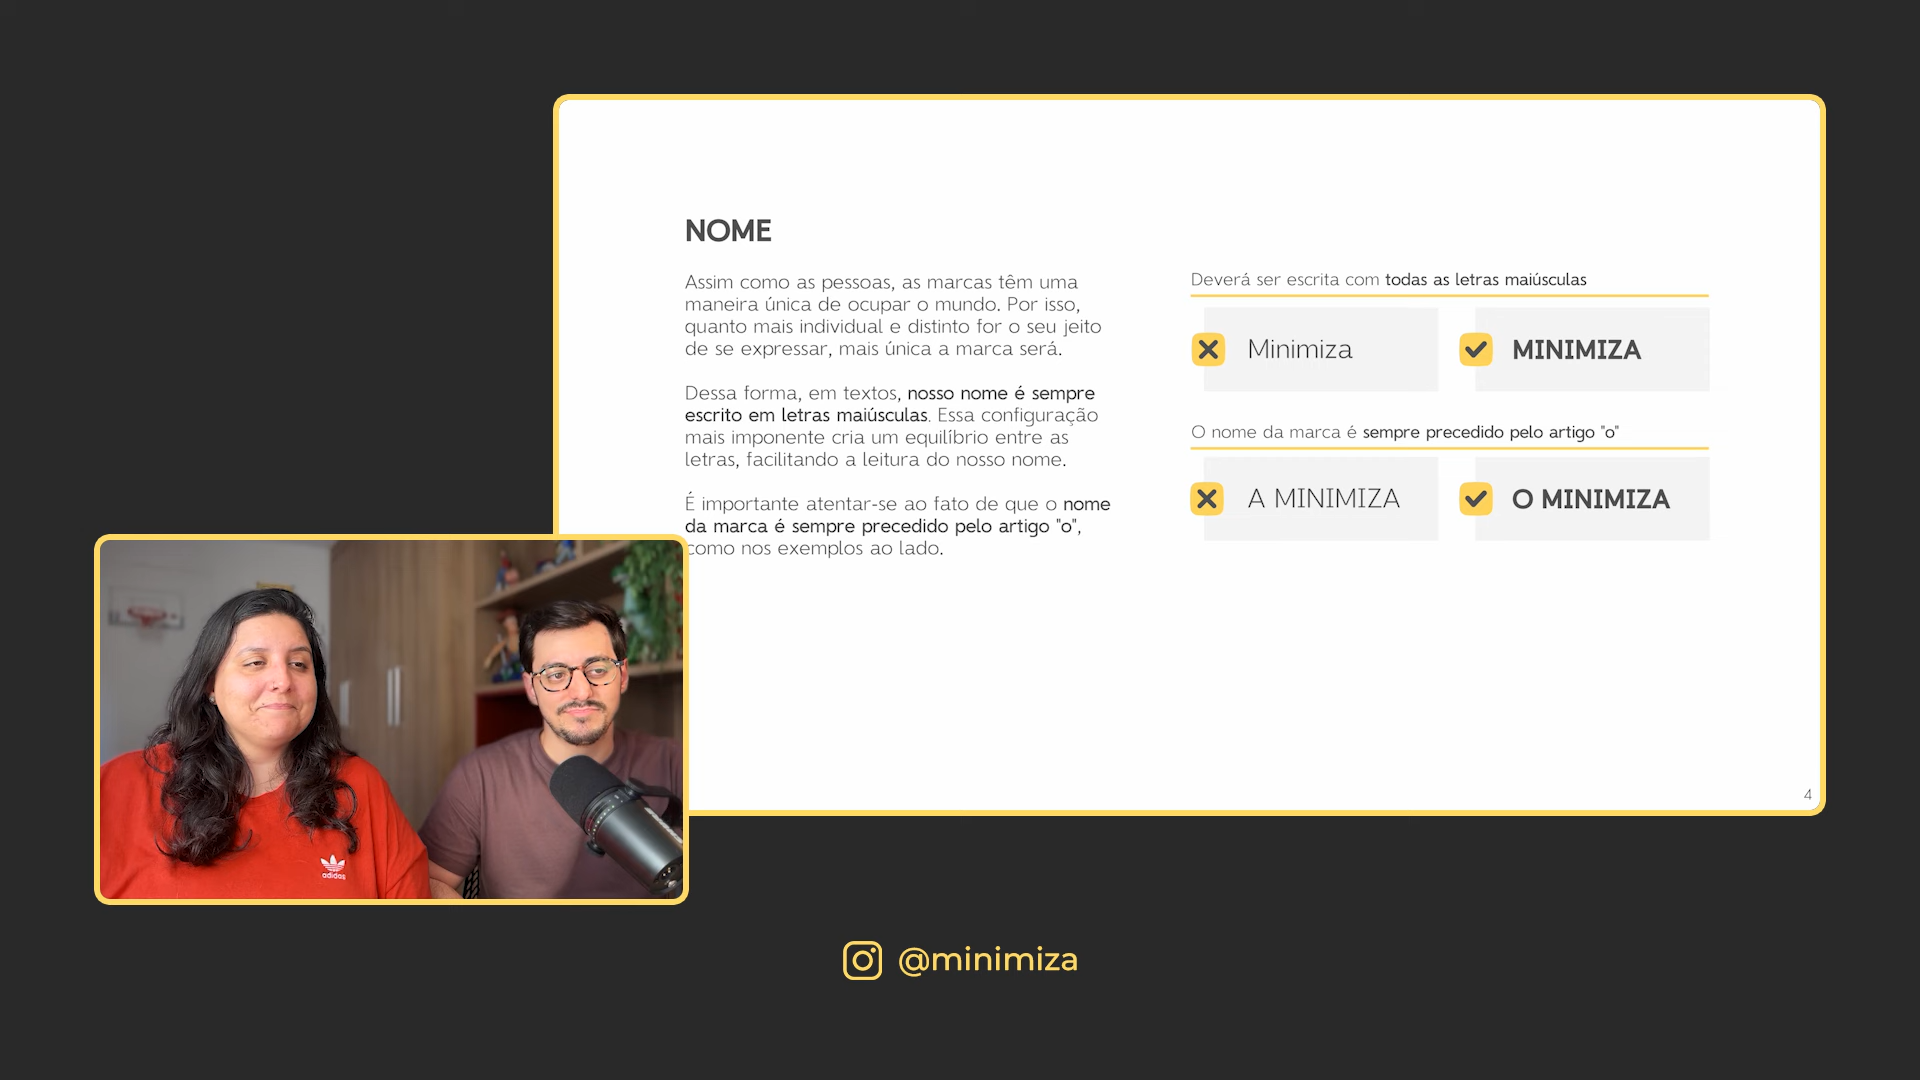 NOME
Assim como as pessoas, as marcas têm uma
maneira única de ocupar o mundo. Por isso,
quanto mais individual e distinto for o seu jeito
de se expressar, mais única a marca será.
Dessa forma, em textos, nosso nome é sempre
escrito em letras maiúsculas. Essa configuração
mais imponente cria um equilíbrio entre as
letras, facilitando a leitura do nosso nome.
É importante atentar-se ao fato de que o nome
da marca é sempre precedido pelo artigo "o",
como nos exemplos ao lado.
Deverá ser escrita com todas as letras maiúsculas
Minimiza
MINIMIZA
O nome da marca é sempre precedido pelo artigo "o"
A MINIMIZA
O MINIMIZA
4
adidas
@minimiza